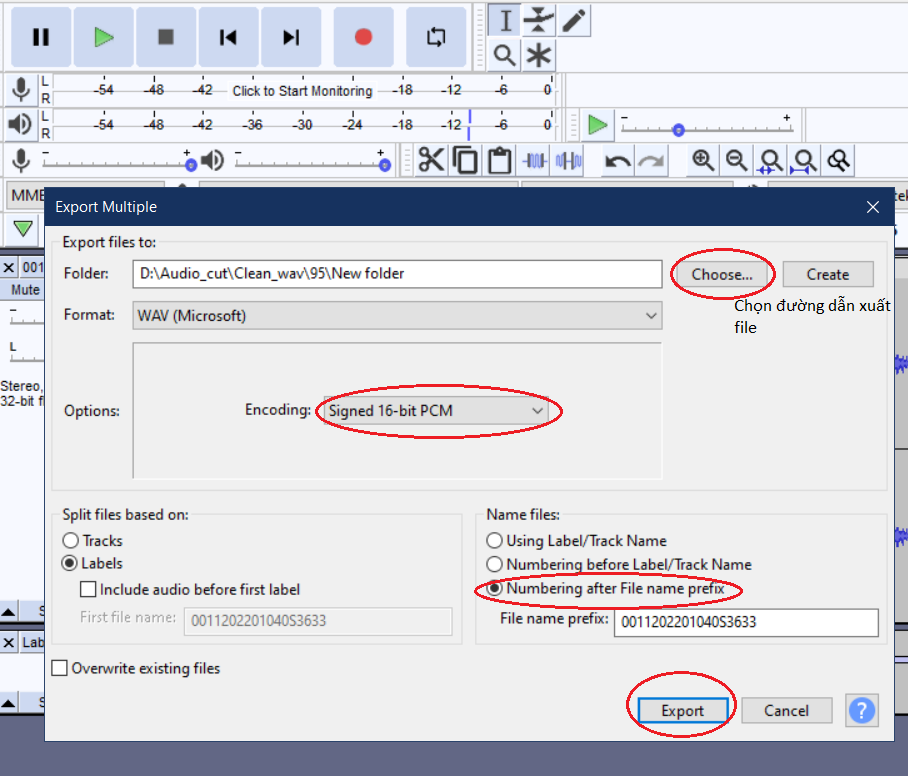 L
R
-54 -48 -42 Click to Start Monitoring -18 -12 -6 0
L
R
-54 -48 -42 -36 -30 -24 -18 -12 -6 0
- +
- +
- +
MME
Export Multiple
Export files to:
Folder: D:\Audio_cut\Clean_wav\95\New folder Choose... Create
Chọn đường dẫn xuất
file
Format: WAV (Microsoft)
Options: Encoding: Signed 16-bit PCM
Split files based on:
Tracks
Labels
Include audio before first label
First file name: 0011202201040S3633
Name files:
Using Label/Track Name
Numbering before Label/Track Name
Numbering after File name prefix
File name prefix: 0011202201040S3633
Overwrite existing files
Export Cancel ?
001
Mute
-
L
Stereo,
32-bit f
S
Lab
S